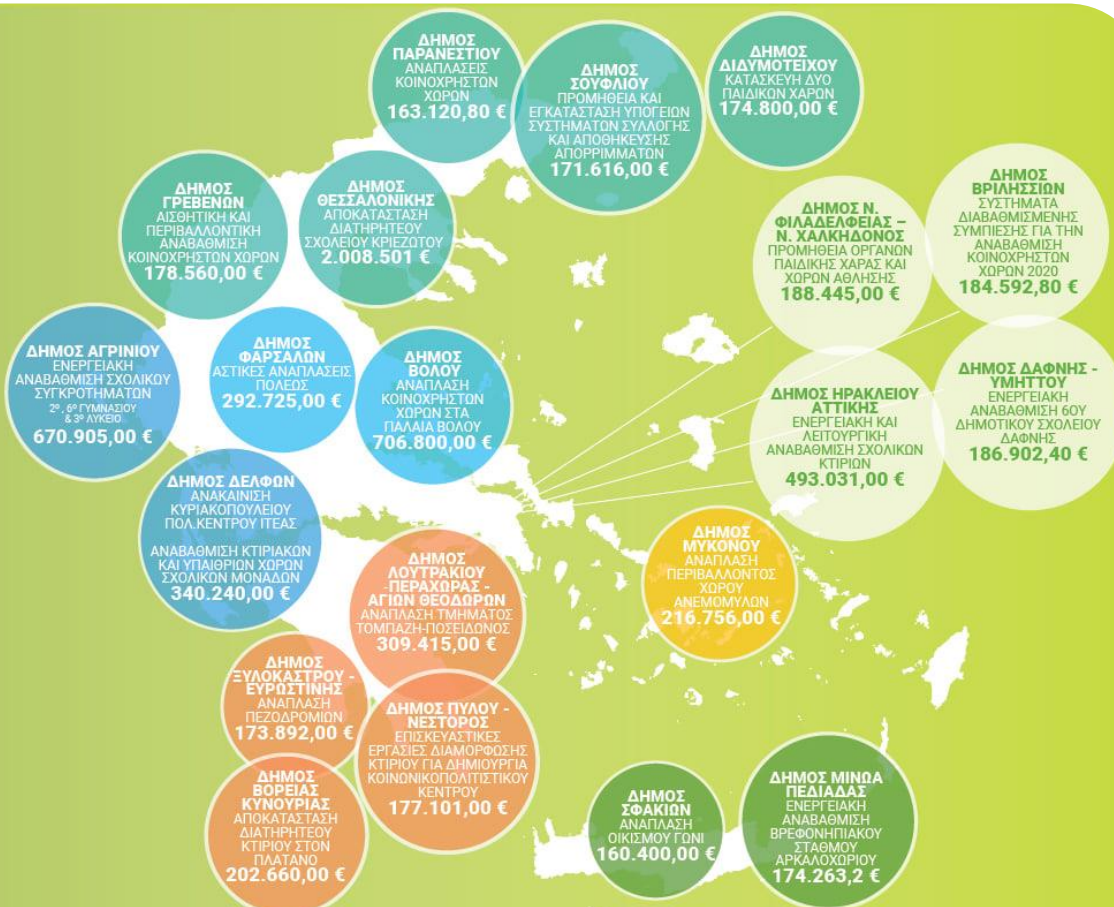 ΔΗΜΟΣ
ΠΑΡΑΝΕΣΤΙΟΥ
ΑΝΑΠΛΑΣΕΙΣ
ΚΟΙΝΟΧΡΗΣΤΩΝ
ΧΩΡΩΝ
163.120,80 €
ΔΗΜΟΣ
ΣΟΥΦΛΙΟΥ
ΠΡΟΜΗΘΕΙΑ ΚΑΙ
ΕΓΚΑΤΑΣΤΑΣΗ ΥΠΟΓΕΙΩΝ
ΣΥΣΤΗΜΑΤΩΝ ΣΥΛΛΟΓΗΣ
ΚΑΙ ΑΠΟΘΗΚΕΥΣΗΣ
ΑΠΟΡΡΙΜΜΑΤΩΝ
171.616,00 €
ΔΗΜΟΣ
ΔΙΔΥΜΟΤΕΙΧΟΥ
ΚΑΤΑΣΚΕΥΗ ΔΥΟ
ΠΑΙΔΙΚΩΝ ΧΑΡΩΝ
174.800,00 €
ΔΗΜΟΣ
ΓΡΕΒΕΝΩΝ
ΑΙΣΘΗΤΙΚΗ ΚΑΙ
ΠΕΡΙΒΑΛΛΟΝΤΙΚΗ
ΑΝΑΒΑΘΜΙΣΗ
ΚΟΙΝΟΧΡΗΣΤΩΝ ΧΩΡΩΝ
178.560,00 €
ΔΗΜΟΣ
ΘΕΣΣΑΛΟΝΙΚΗΣ
ΑΠΟΚΑΤΑΣΤΑΣΗ
ΔΙΑΤΗΡΗΤΕΟΥ
ΣΧΟΛΕΙΟΥ ΚΡΙΕΖΩΤΟΥ
2.008.501 €
ΔΗΜΟΣ Ν.
ΦΙΛΑΔΕΛΦΕΙΑΣ –
Ν. ΧΑΛΚΗΔΟΝΟΣ
ΠΡΟΜΗΘΕΙΑ ΟΡΓΑΝΩΝ
ΠΑΙΔΙΚΗΣ ΧΑΡΑΣ ΚΑΙ
ΧΩΡΩΝ ΑΘΛΗΣΗΣ
188.445,00 €
ΔΗΜΟΣ
ΒΡΙΛΗΣΣΙΩΝ
ΣΥΣΤΗΜΑΤΑ
ΔΙΑΒΑΘΜΙΣΜΕΝΗΣ
ΣΥΜΠΙΕΣΗΣ ΓΙΑ ΤΗΝ
ΑΝΑΒΑΘΜΙΣΗ
ΚΟΙΝΟΧΡΗΣΤΩΝ
ΧΩΡΩΝ 2020
184.592,80 €
ΔΗΜΟΣ ΑΓΡΙΝΙΟΥ
ΕΝΕΡΓΕΙΑΚΗ
ΑΝΑΒΑΘΜΙΣΗ ΣΧΟΛΙΚΩΝ
ΣΥΓΚΡΟΤΗΜΑΤΩΝ
2º , 6º ΓΥΜΝΑΣΙΟΥ
& 3º ΛΥΚΕΙΟ
670.905,00 €
ΔΗΜΟΣ
ΦΑΡΣΑΛΩΝ
ΑΣΤΙΚΕΣ ΑΝΑΠΛΑΣΕΙΣ
ΠΟΛΕΩΣ
292.725,00 €
ΔΗΜΟΣ
ΒΟΛΟΥ
ΑΝΑΠΛΑΣΗ
ΚΟΙΝΟΧΡΗΣΤΩΝ
ΧΩΡΩΝ ΣΤΑ
ΠΑΛΑΙΑ ΒΟΛΟΥ
706.800,00 €
ΔΗΜΟΣ ΗΡΑΚΛΕΙΟΥ
ΑΤΤΙΚΗΣ
ΕΝΕΡΓΕΙΑΚΗ ΚΑΙ
ΛΕΙΤΟΥΡΓΙΚΗ
ΑΝΑΒΑΘΜΙΣΗ ΣΧΟΛΙΚΩΝ
ΚΤΙΡΙΩΝ
493.031,00 €
ΔΗΜΟΣ ΔΑΦΝΗΣ -
ΥΜΗΤΤΟΥ
ΕΝΕΡΓΕΙΑΚΗ
ΑΝΑΒΑΘΜΙΣΗ 6ΟΥ
ΔΗΜΟΤΙΚΟΥ ΣΧΟΛΕΙΟΥ
ΔΑΦΝΗΣ
186.902,40 €
ΔΗΜΟΣ ΔΕΛΦΩΝ
ΑΝΑΚΑΙΝΙΣΗ
ΚΥΡΙΑΚΟΠΟΥΛΕΙΟΥ
ΠΟΛ.ΚΕΝΤΡΟΥ ΙΤΕΑΣ
ΑΝΑΒΑΘΜΙΣΗ ΚΤΙΡΙΑΚΩΝ
ΚΑΙ ΥΠΑΙΘΡΙΩΝ ΧΩΡΩΝ
ΣΧΟΛΙΚΩΝ ΜΟΝΑΔΩΝ
340.240,00 €
ΔΗΜΟΣ
ΛΟΥΤΡΑΚΙΟΥ
-ΠΕΡΑΧΩΡΑΣ -
ΑΓΙΩΝ ΘΕΟΔΩΡΩΝ
ΑΝΑΠΛΑΣΗ ΤΜΗΜΑΤΟΣ
ΤΟΜΠΑΖΗ-ΠΟΣΕΙΔΩΝΟΣ
309.415,00 €
ΔΗΜΟΣ
ΜΥΚΟΝΟΥ
ΑΝΑΠΛΑΣΗ
ΠΕΡΙΒΑΛΛΟΝΤΟΣ
ΧΩΡΟΥ
ΑΝΕΜΟΜΥΛΩΝ
216.756,00 €
ΔΗΜΟΣ
ΞΥΛΟΚΑΣΤΡΟΥ -
ΕΥΡΩΣΤΙΝΗΣ
ΑΝΑΠΛΑΣΗ
ΠΕΖΟΔΡΟΜΙΩΝ
173.892,00 €
ΔΗΜΟΣ ΠΥΛΟΥ -
ΝΕΣΤΟΡΟΣ
ΕΠΙΣΚΕΥΑΣΤΙΚΕΣ
ΕΡΓΑΣΙΕΣ ΔΙΑΜΟΡΦΩΣΗΣ
ΚΤΙΡΙΟΥ ΓΙΑ ΔΗΜΙΟΥΡΓΙΑ
ΚΟΙΝΩΝΙΚΟΠΟΛΙΤΙΣΤΙΚΟΥ
ΚΕΝΤΡΟΥ
177.101,00 €
ΔΗΜΟΣ
ΒΟΡΕΙΑΣ
ΚΥΝΟΥΡΙΑΣ
ΑΠΟΚΑΤΑΣΤΑΣΗ
ΔΙΑΤΗΡΗΤΕΟΥ
ΚΤΙΡΙΟΥ ΣΤΟΝ
ΠΛΑΤΑΝΟ
202.660,00 €
ΔΗΜΟΣ
ΣΦΑΚΙΩΝ
ΑΝΑΠΛΑΣΗ
ΟΙΚΙΣΜΟΥ ΓΩΝΙ
160.400,00 €
ΔΗΜΟΣ ΜΙΝΩΑ
ΠΕΔΙΑΔΑΣ
ΕΝΕΡΓΕΙΑΚΗ
ΑΝΑΒΑΘΜΙΣΗ
ΒΡΕΦΟΝΗΠΙΑΚΟΥ
ΣΤΑΘΜΟΥ
ΑΡΚΑΛΟΧΩΡΙΟΥ
174.263,2 €